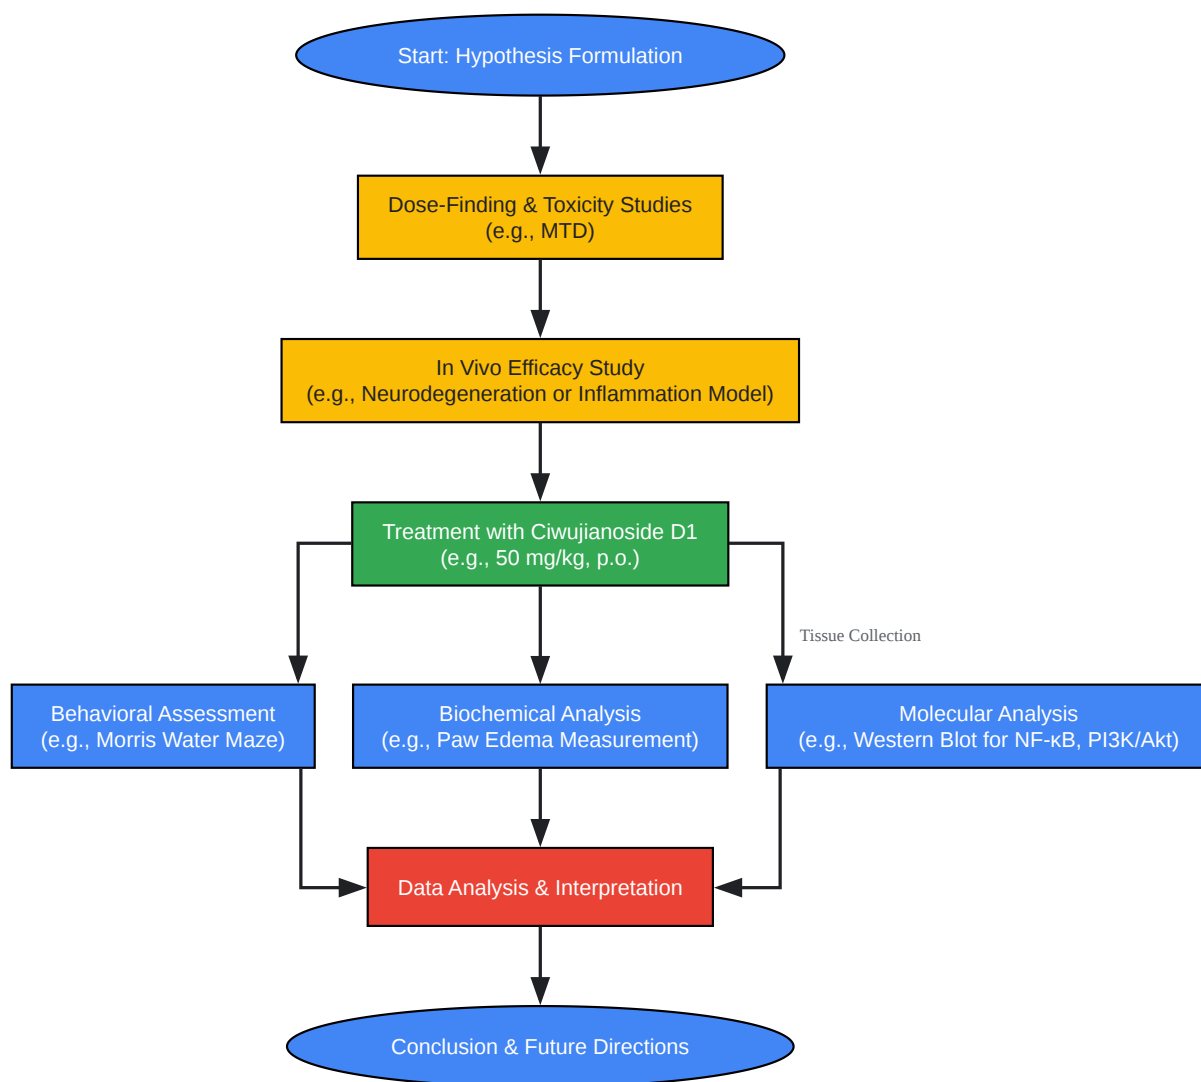 Start: Hypothesis Formulation
Dose-Finding & Toxicity Studies
(e.g., MTD)
In Vivo Efficacy Study
(e.g., Neurodegeneration or Inflammation Model)
Treatment with Ciwujianoside D1
(e.g., 50 mg/kg, p.o.)
Tissue Collection
Behavioral Assessment
(e.g., Morris Water Maze)
Biochemical Analysis
(e.g., Paw Edema Measurement)
Molecular Analysis
(e.g., Western Blot for NF-κB, PI3K/Akt)
Data Analysis & Interpretation
Conclusion & Future Directions